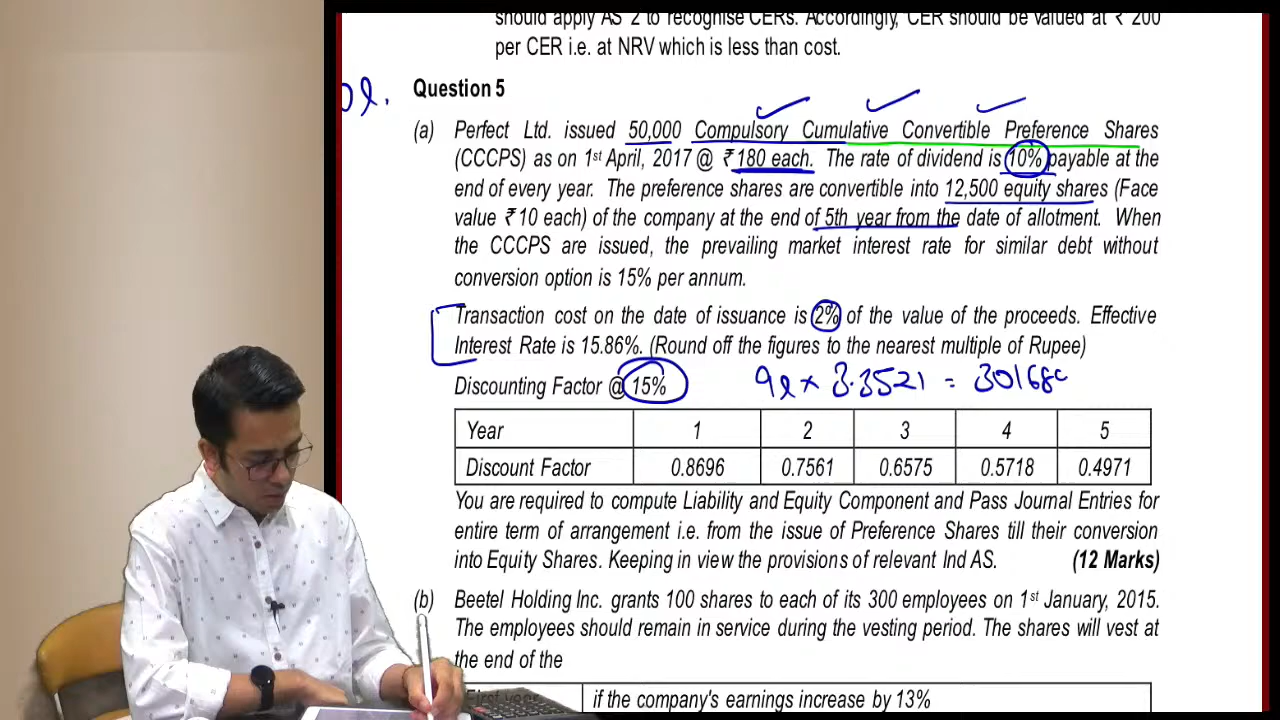 should apply AS 2 to recognise CERs. Accordingly, CER should be valued at ₹ 200
per CER i.e. at NRV which is less than cost.
Question 5
(a) Perfect Ltd. issued 50,000 Compulsory Cumulative Convertible Preference Shares
(CCCPS) as on 1st April, 2017 @ ₹ 180 each. The rate of dividend is 10% payable at the
end of every year. The preference shares are convertible into 12,500 equity shares (Face
value ₹ 10 each) of the company at the end of 5th year from the date of allotment. When
the CCCPS are issued, the prevailing market interest rate for similar debt without
conversion option is 15% per annum.
Transaction cost on the date of issuance is 2% of the value of the proceeds. Effective
Interest Rate is 15.86%. (Round off the figures to the nearest multiple of Rupee)
Discounting Factor @ 15% 9l x 3.3521 =
Year 1 2 3 4 5
Discount Factor 0.8696 0.7561 0.6575 0.5718 0.4971
You are required to compute Liability and Equity Component and Pass Journal Entries for
entire term of arrangement i.e. from the issue of Preference Shares till their conversion
into Equity Shares. Keeping in view the provisions of relevant Ind AS. (12 Marks)
(b) Beetel Holding Inc. grants 100 shares to each of its 300 employees on 1st January, 2015.
The employees should remain in service during the vesting period. The shares will vest at
the end of the
First year if the company's earnings increase by 13%